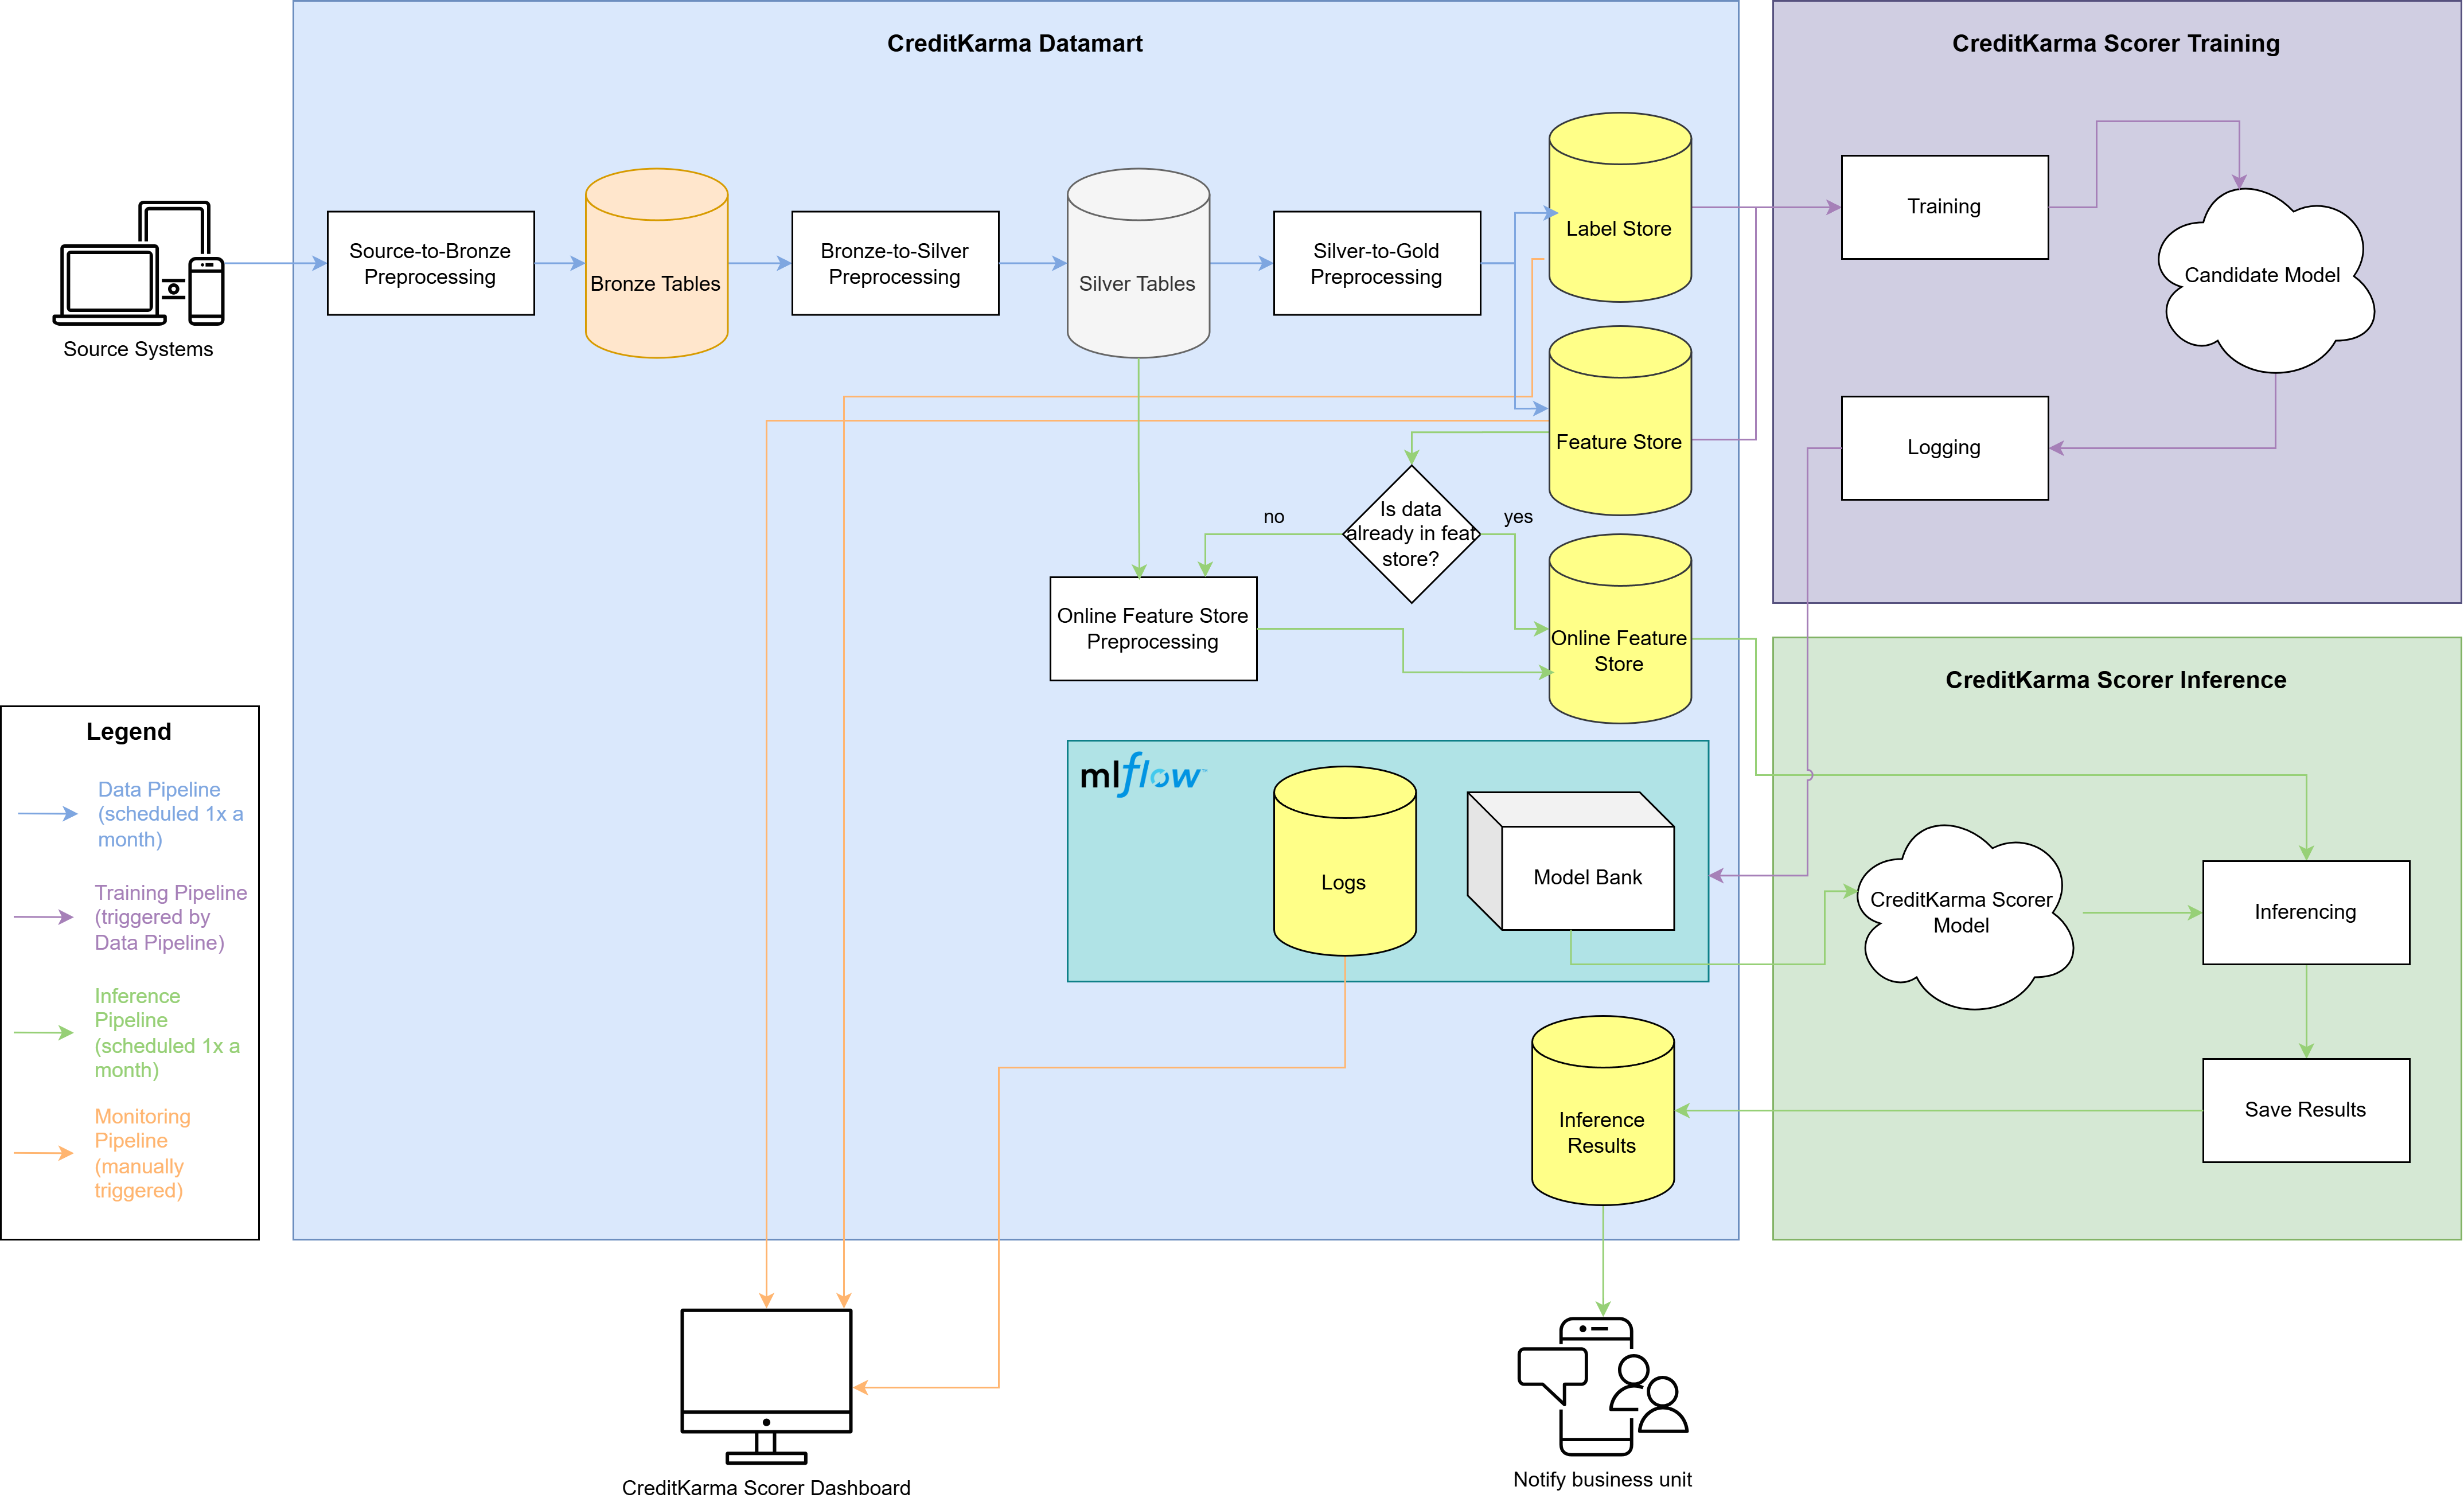 CreditKarma Datamart
CreditKarma Scorer Training
Source Systems
Source-to-Bronze
Preprocessing
Bronze Tables
Bronze-to-Silver
Preprocessing
Silver Tables
Silver-to-Gold
Preprocessing
Label Store
Feature Store
Training
Candidate Model
Logging
Is data
already in feat
store?
no
yes
Online Feature Store
Preprocessing
Online Feature
Store
CreditKarma Scorer Inference
Legend
Data Pipeline
(scheduled 1x a
month)
Training Pipeline
(triggered by
Data Pipeline)
Inference
Pipeline
(scheduled 1x a
month)
Monitoring
Pipeline
(manually
triggered)
mlflow™
Logs
Model Bank
CreditKarma Scorer
Model
Inferencing
Save Results
Inference
Results
CreditKarma Scorer Dashboard
Notify business unit